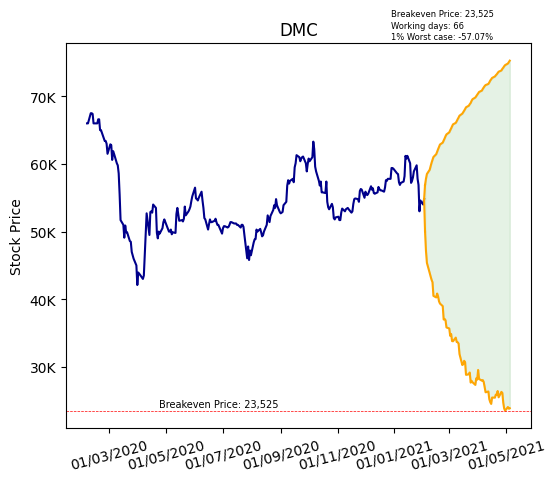 Breakeven Price: 23,525
Working days: 66
1% Worst case: -57.07%
DMC
Stock Price
70K
60K
50K
40K
30K
Breakeven Price: 23,525
01/03/2020
01/05/2020
01/07/2020
01/09/2020
01/11/2020
01/01/2021
01/03/2021
01/05/2021